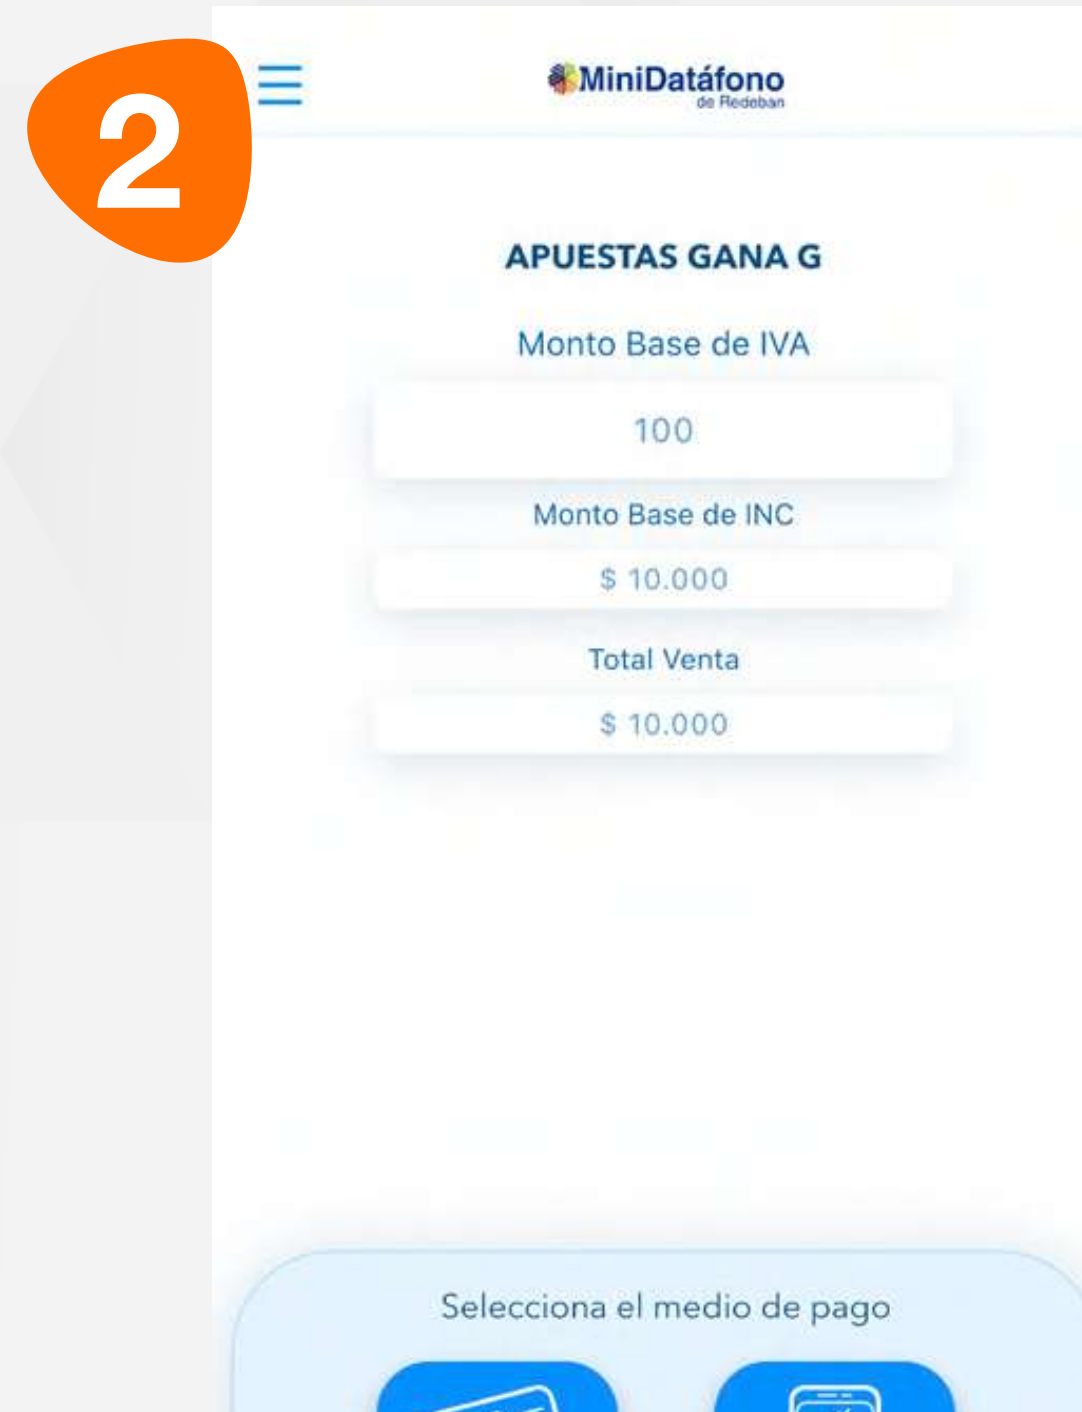 2
MiniDatáfono
de Redeban
APUESTAS GANA G
Monto Base de IVA
100
Monto Base de INC
$ 10.000
Total Venta
$ 10.000
Selecciona el medio de pago